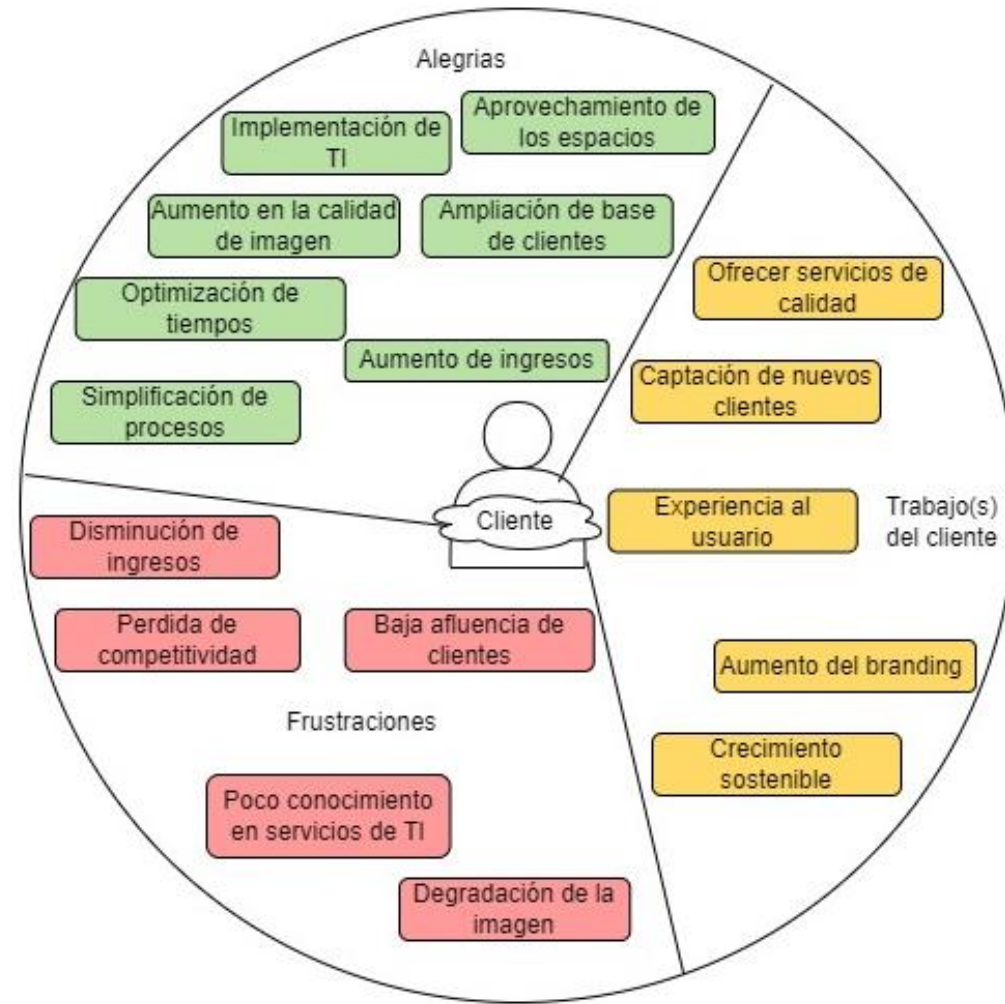 Alegrias
Implementación de
TI
Aprovechamiento de
los espacios
Aumento en la calidad
de imagen
Ampliación de base
de clientes
Optimización de
tiempos
Aumento de ingresos
Simplificación de
procesos
Ofrecer servicios de
calidad
Captación de nuevos
clientes
Experiencia al
usuario
Trabajo(s)
del cliente
Aumento del branding
Crecimiento
sostenible
Cliente
Disminución de
ingresos
Perdida de
competitividad
Baja afluencia de
clientes
Frustraciones
Poco conocimiento
en servicios de TI
Degradación de la
imagen